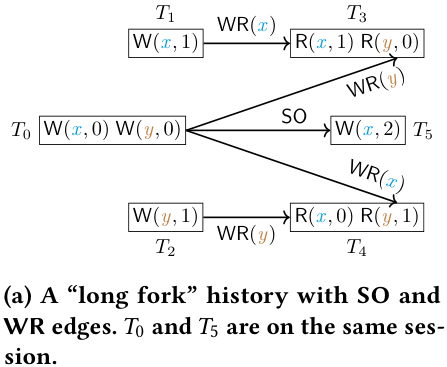 T₁ WR(x) T₃
W(x, 1) R(x, 1) R(y, 0)
WR(y)
SO
T₀ W(x, 0) W(y, 0) W(x, 2) T₅
WR(x)
W(y, 1) R(x, 0) R(y, 1)
T₂ WR(y) T₄
(a) A “long fork” history with SO and
WR edges. T₀ and T₅ are on the same ses-
sion.